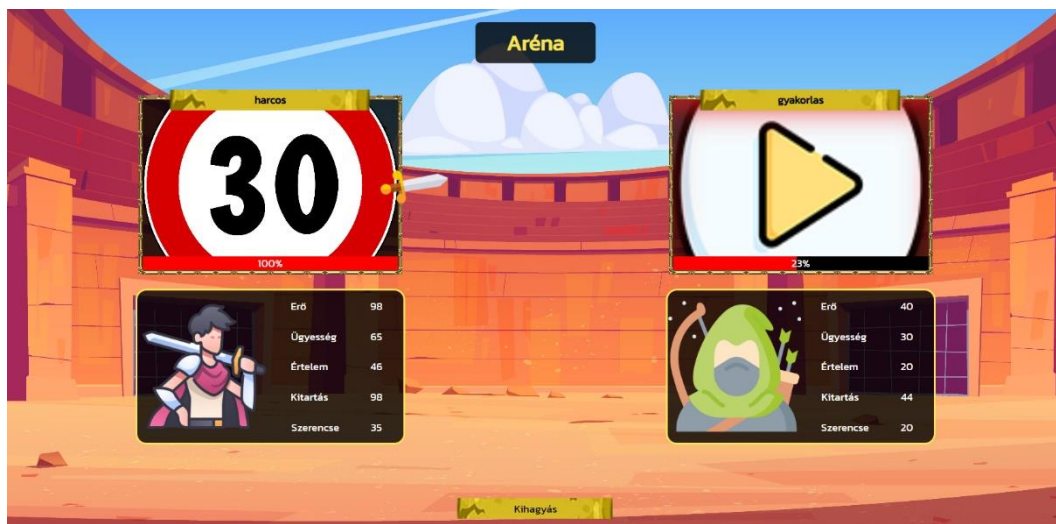 Aréna
harcos
30
100%
Erő 98
Ügyesség 65
Értelem 46
Kitartás 98
Szerencse 35
gyakorlas
23%
Erő 40
Ügyesség 30
Értelem 20
Kitartás 44
Szerencse 20
Kihagyás